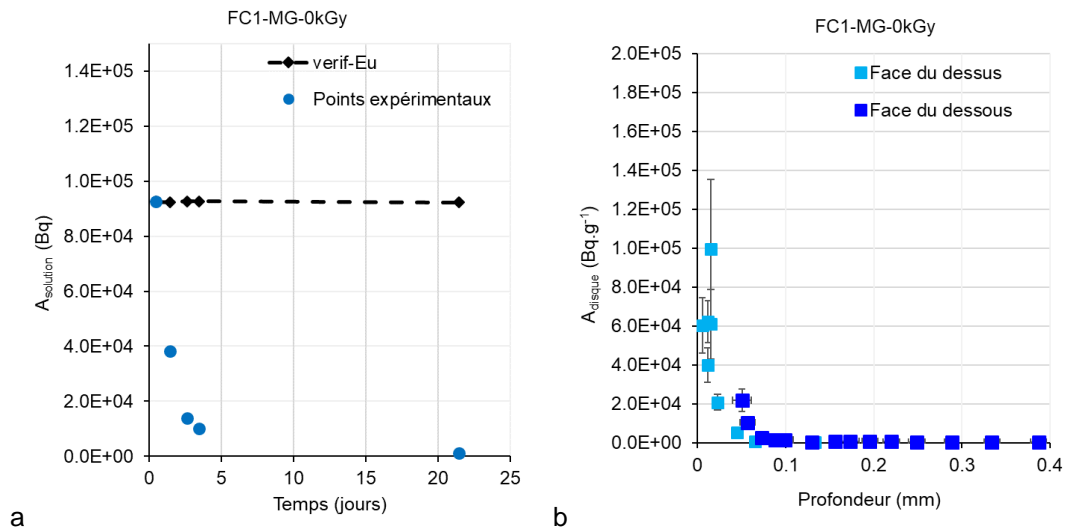 FC1-MG-0kGy
1.4E+05
1.2E+05
1.0E+05
8.0E+04
6.0E+04
4.0E+04
2.0E+04
0.0E+00
verif-Eu
Points expérimentaux
A solution (Bq)
0 5 10 15 20 25
Temps (jours)
a
FC1-MG-0kGy
2.0E+05
1.8E+05
1.6E+05
1.4E+05
1.2E+05
1.0E+05
8.0E+04
6.0E+04
4.0E+04
2.0E+04
0.0E+00
Face du dessus
Face du dessous
A disque (Bq.g⁻¹)
0 0.1 0.2 0.3 0.4
Profondeur (mm)
b